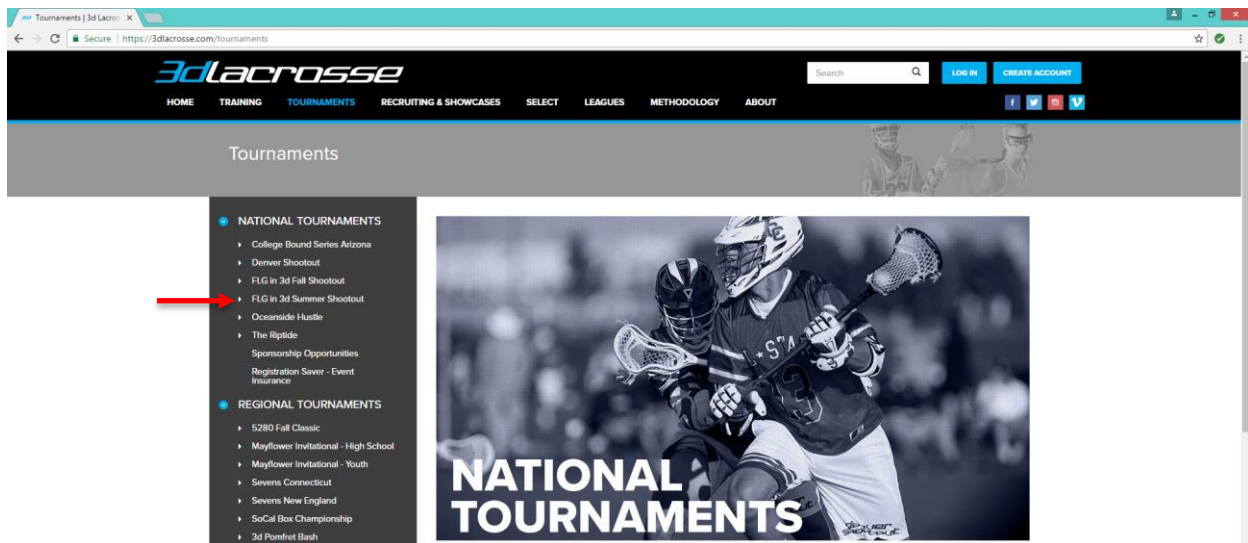 Tournaments | 3d Lacros
Secure | https://3dlacrosse.com/tournaments
3dlacrosse
Search
LOG IN
CREATE ACCOUNT
HOME TRAINING TOURNAMENTS RECRUITING & SHOWCASES SELECT LEAGUES METHODOLOGY ABOUT
Tournaments
NATIONAL TOURNAMENTS
College Bound Series Arizona
Denver Shootout
FLG in 3d Fall Shootout
FLG in 3d Summer Shootout
Oceanside Hustle
The Riptide
Sponsorship Opportunities
Registration Saver - Event
Insurance
REGIONAL TOURNAMENTS
5280 Fall Classic
Mayflower Invitational - High School
Mayflower Invitational - Youth
Sevens Connecticut
Sevens New England
SoCal Box Championship
3d Pomfret Bash
CC
13
NATIONAL
TOURNAMENTS